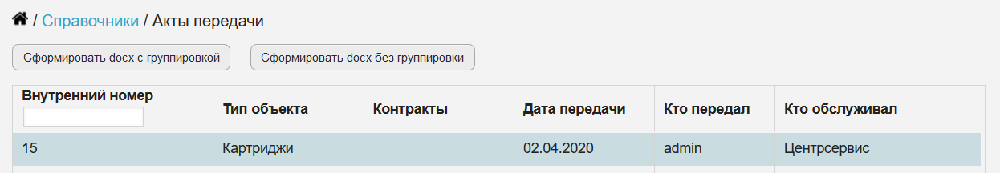 / Справочники / Акты передачи
Сформировать docx с группировкой Сформировать docx без группировки
Внутренний номер Тип объекта Контракты Дата передачи Кто передал Кто обслуживал
15 Картриджи 02.04.2020 admin Центрсервис